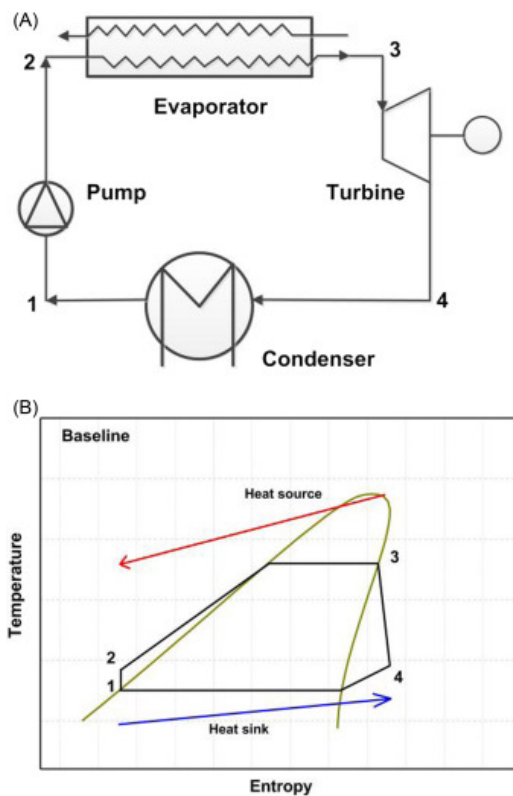 (A)
2
3
Evaporator
Pump
Turbine
1
4
Condenser
(B)
Baseline
Heat source
3
2
1
4
Heat sink
Temperature
Entropy